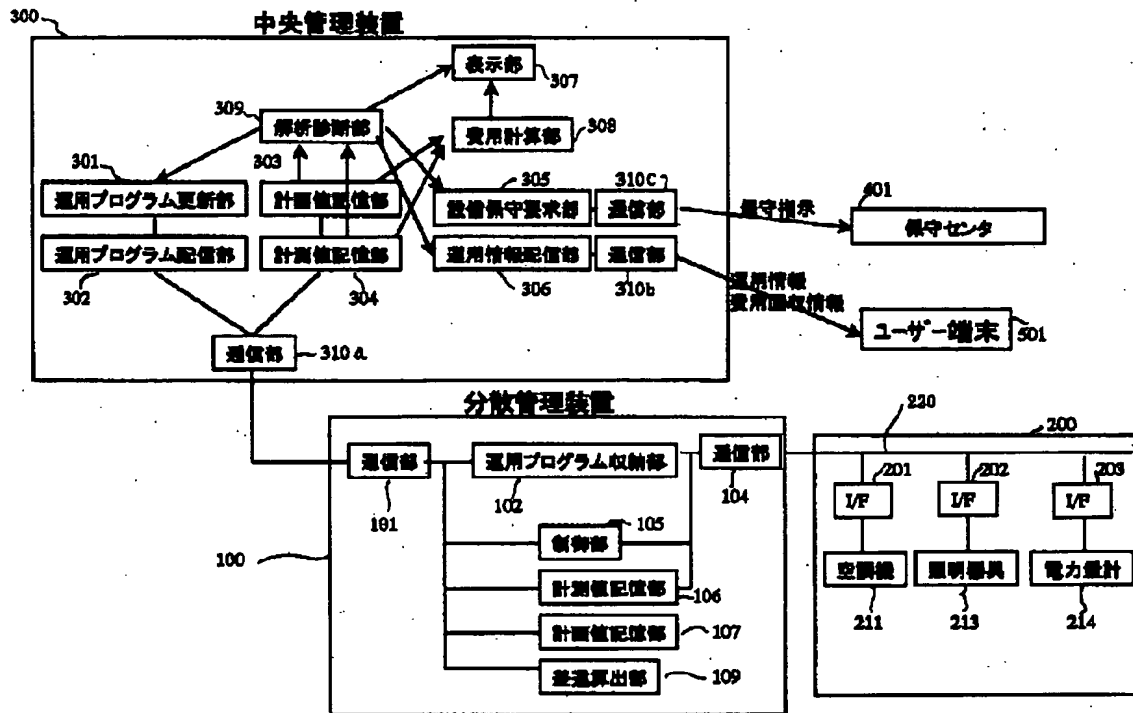 300
中央管理装置
表示部
307
309
解析診断部
費用計算部
308
301
303
305
310c
運用プログラム更新部
計画値記憶部
設備保守要求部
通信部
保守指示
401
保守センタ
運用プログラム配信部
計測値記憶部
運用情報配信部
通信部
302
304
306
310b
運用情報
費用回収情報
ユーザー端末
501
通信部
310a
分散管理装置
220
200
通信部
運用プログラム収納部
通信部
101
102
104
201
202
203
I/F
I/F
I/F
105
制御部
100
空調機
照明器具
電力量計
計測値記憶部
106
211
213
214
計画値記憶部
107
差違算出部
109